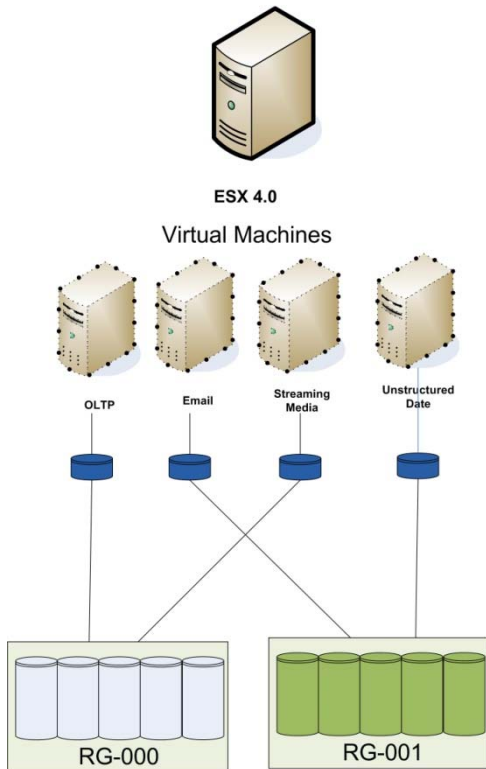 ESX 4.0
Virtual Machines
OLTP
Email
Streaming
Media
Unstructured
Date
RG-000
RG-001